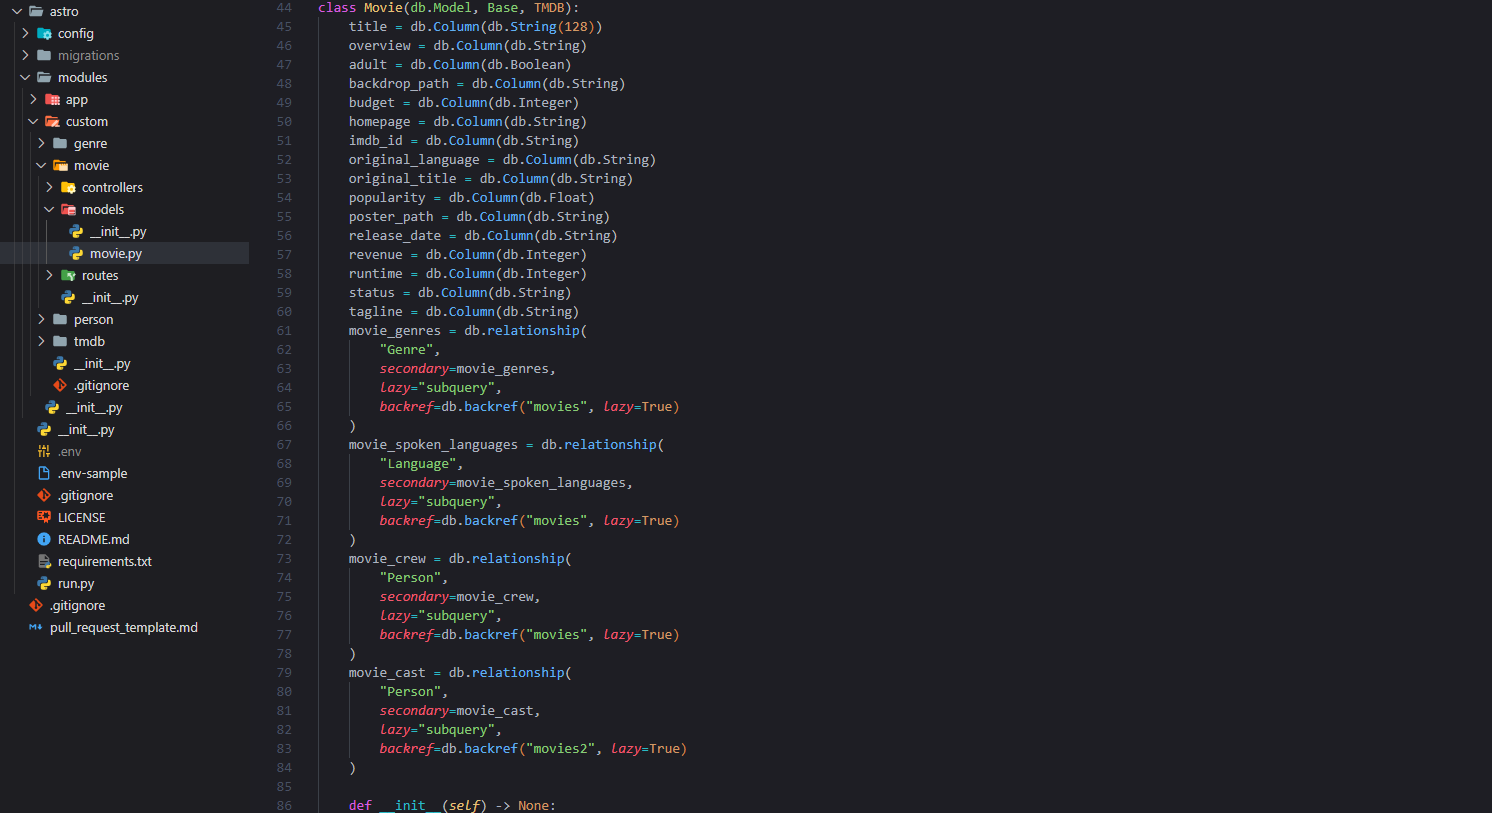 astro
config
migrations
modules
app
custom
genre
movie
controllers
models
__init__.py
movie.py
routes
__init__.py
person
tmdb
__init__.py
.gitignore
__init__.py
__init__.py
.env
.env-sample
.gitignore
LICENSE
README.md
requirements.txt
run.py
.gitignore
pull_request_template.md
44 class Movie(db.Model, Base, TMDB):
45     title = db.Column(db.String(128))
46     overview = db.Column(db.String)
47     adult = db.Column(db.Boolean)
48     backdrop_path = db.Column(db.String)
49     budget = db.Column(db.Integer)
50     homepage = db.Column(db.String)
51     imdb_id = db.Column(db.String)
52     original_language = db.Column(db.String)
53     original_title = db.Column(db.String)
54     popularity = db.Column(db.Float)
55     poster_path = db.Column(db.String)
56     release_date = db.Column(db.String)
57     revenue = db.Column(db.Integer)
58     runtime = db.Column(db.Integer)
59     status = db.Column(db.String)
60     tagline = db.Column(db.String)
61     movie_genres = db.relationship(
62         "Genre",
63         secondary=movie_genres,
64         lazy="subquery",
65         backref=db.backref("movies", lazy=True)
66     )
67     movie_spoken_languages = db.relationship(
68         "Language",
69         secondary=movie_spoken_languages,
70         lazy="subquery",
71         backref=db.backref("movies", lazy=True)
72     )
73     movie_crew = db.relationship(
74         "Person",
75         secondary=movie_crew,
76         lazy="subquery",
77         backref=db.backref("movies", lazy=True)
78     )
79     movie_cast = db.relationship(
80         "Person",
81         secondary=movie_cast,
82         lazy="subquery",
83         backref=db.backref("movies2", lazy=True)
84     )
85
86     def __init__(self) -> None: